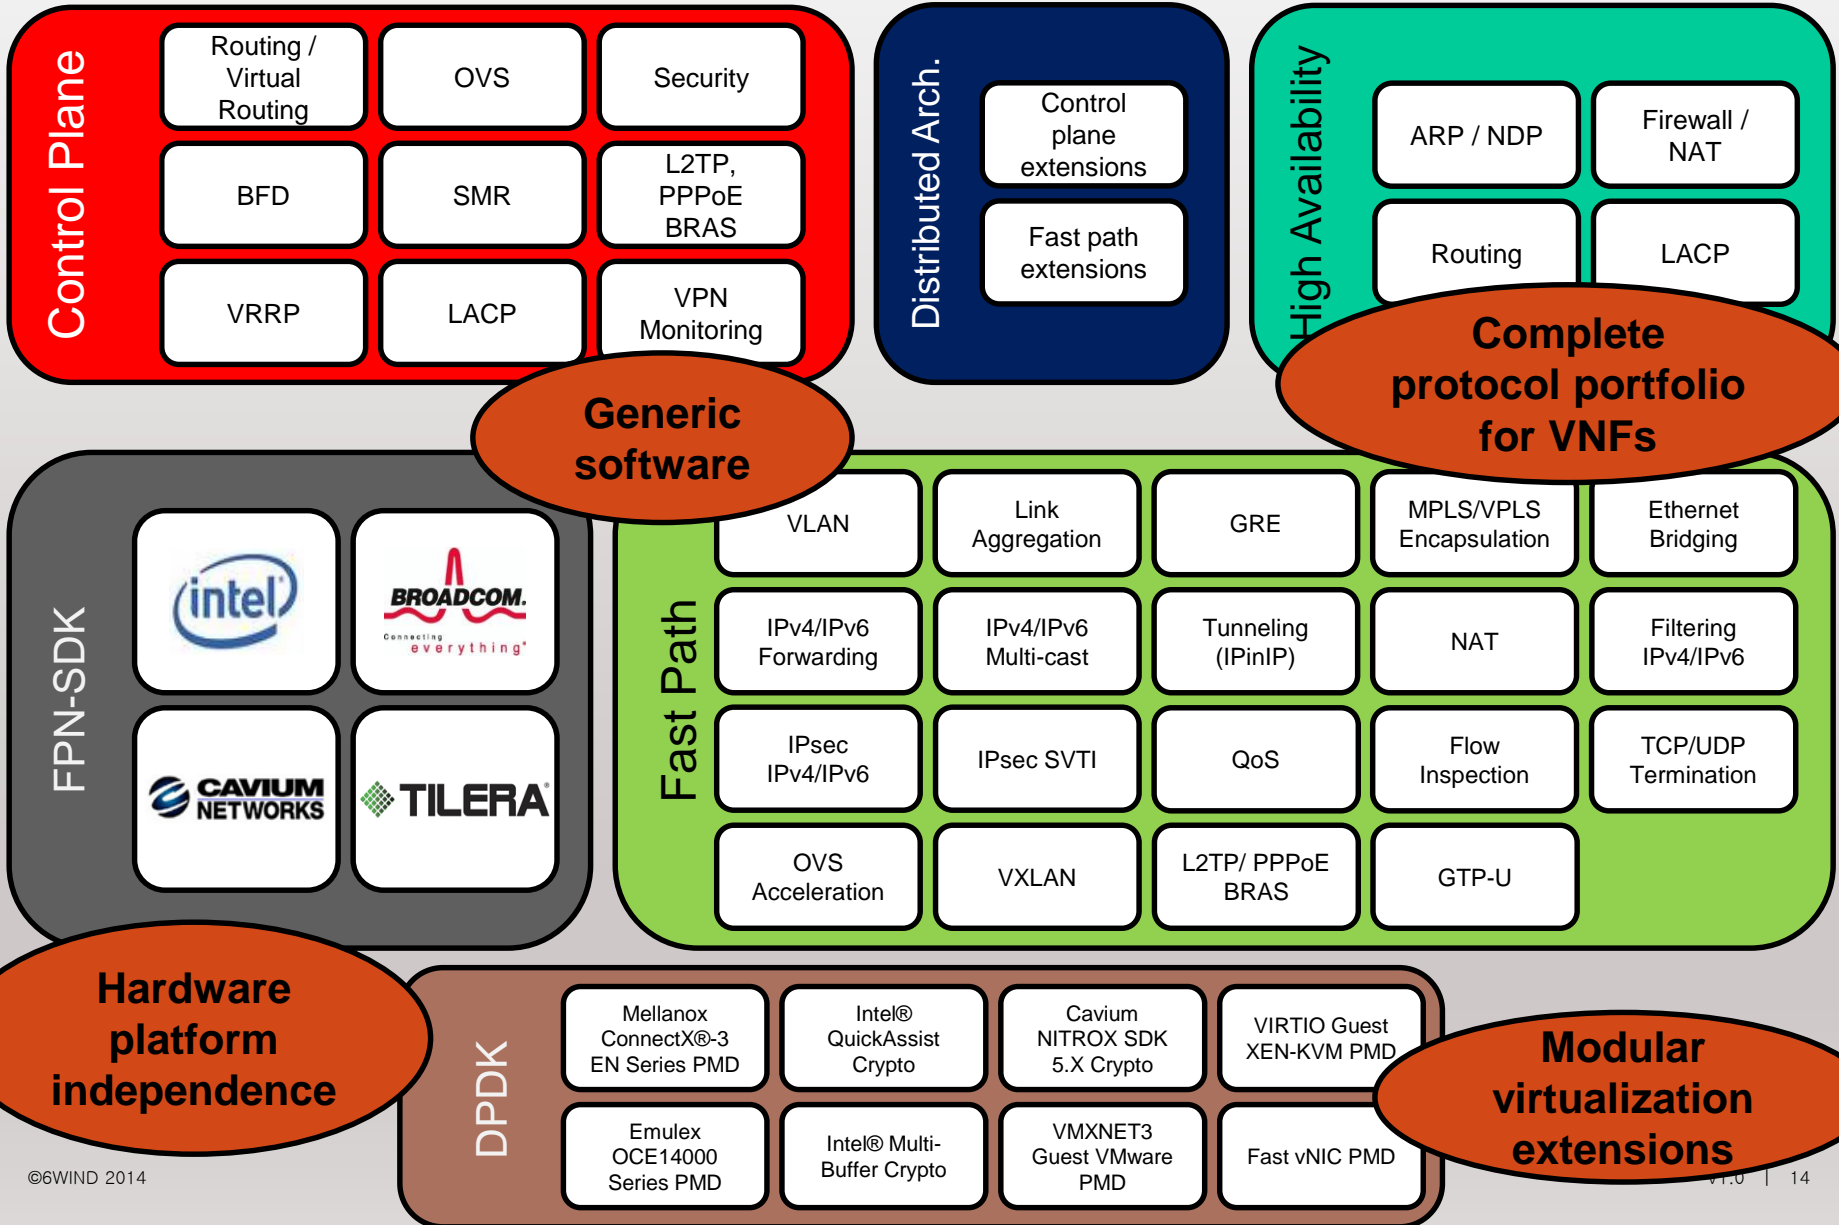 Control Plane
Routing /
Virtual
Routing
OVS
Security
BFD
SMR
L2TP,
PPPoE
BRAS
VRRP
LACP
VPN
Monitoring
Distributed Arch.
Control
plane
extensions
Fast path
extensions
High Availability
ARP / NDP
Firewall /
NAT
Routing
LACP
Generic
software
Complete
protocol portfolio
for VNFs
FPN-SDK
intel
BROADCOM.
Connecting
everything®
CAVIUM
NETWORKS
TILERA®
Fast Path
VLAN
Link
Aggregation
GRE
MPLS/VPLS
Encapsulation
Ethernet
Bridging
IPv4/IPv6
Forwarding
IPv4/IPv6
Multi-cast
Tunneling
(IPinIP)
NAT
Filtering
IPv4/IPv6
IPsec
IPv4/IPv6
IPsec SVTI
QoS
Flow
Inspection
TCP/UDP
Termination
OVS
Acceleration
VXLAN
L2TP/ PPPoE
BRAS
GTP-U
Hardware
platform
independence
DPDK
Mellanox
ConnectX®-3
EN Series PMD
Intel®
QuickAssist
Crypto
Cavium
NITROX SDK
5.X Crypto
VIRTIO Guest
XEN-KVM PMD
Emulex
OCE14000
Series PMD
Intel® Multi-
Buffer Crypto
VMXNET3
Guest VMware
PMD
Fast vNIC PMD
Modular
virtualization
extensions
©6WIND 2014
v1.0 | 14